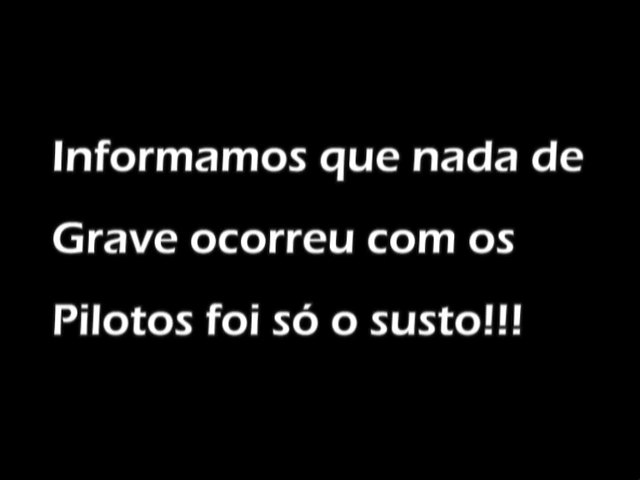 Informamos que nada de
Grave ocorreu com os
Pilotos foi só o susto!!!